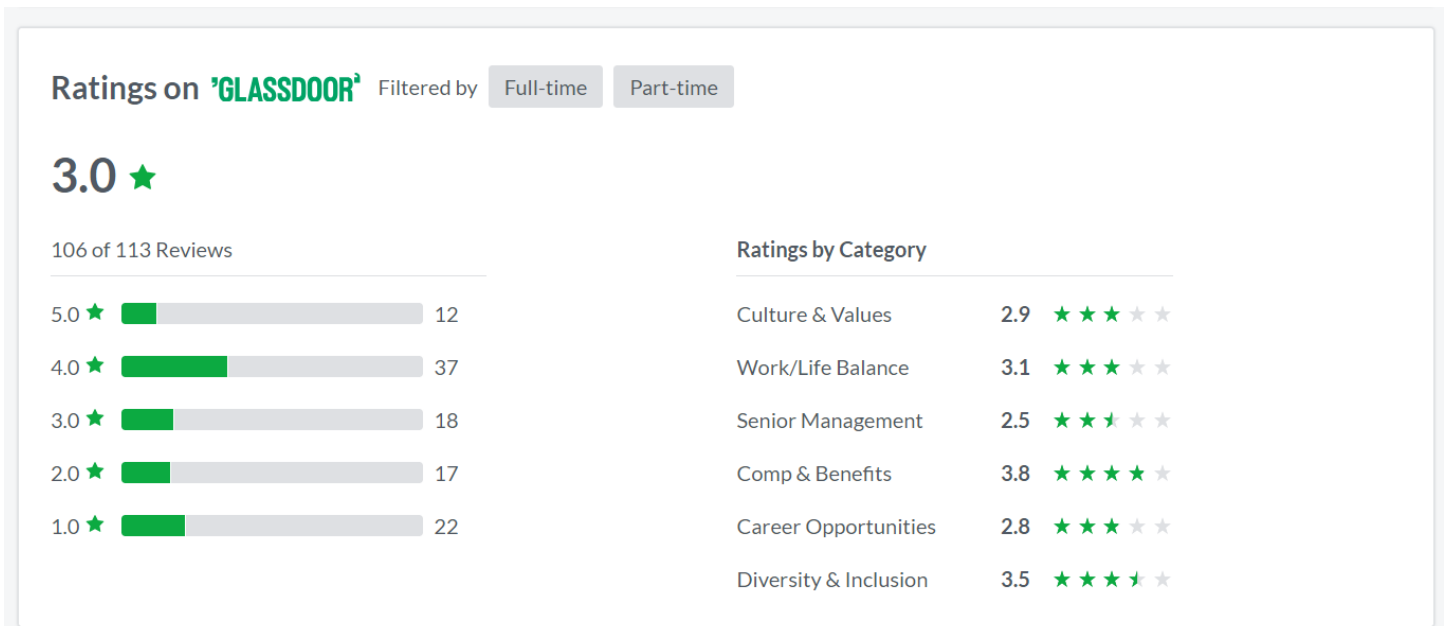 Ratings on "GLASSDOOR" Filtered by Full-time Part-time
3.0
106 of 113 Reviews
5.0 12
4.0 37
3.0 18
2.0 17
1.0 22
Ratings by Category
Culture & Values 2.9
Work/Life Balance 3.1
Senior Management 2.5
Comp & Benefits 3.8
Career Opportunities 2.8
Diversity & Inclusion 3.5